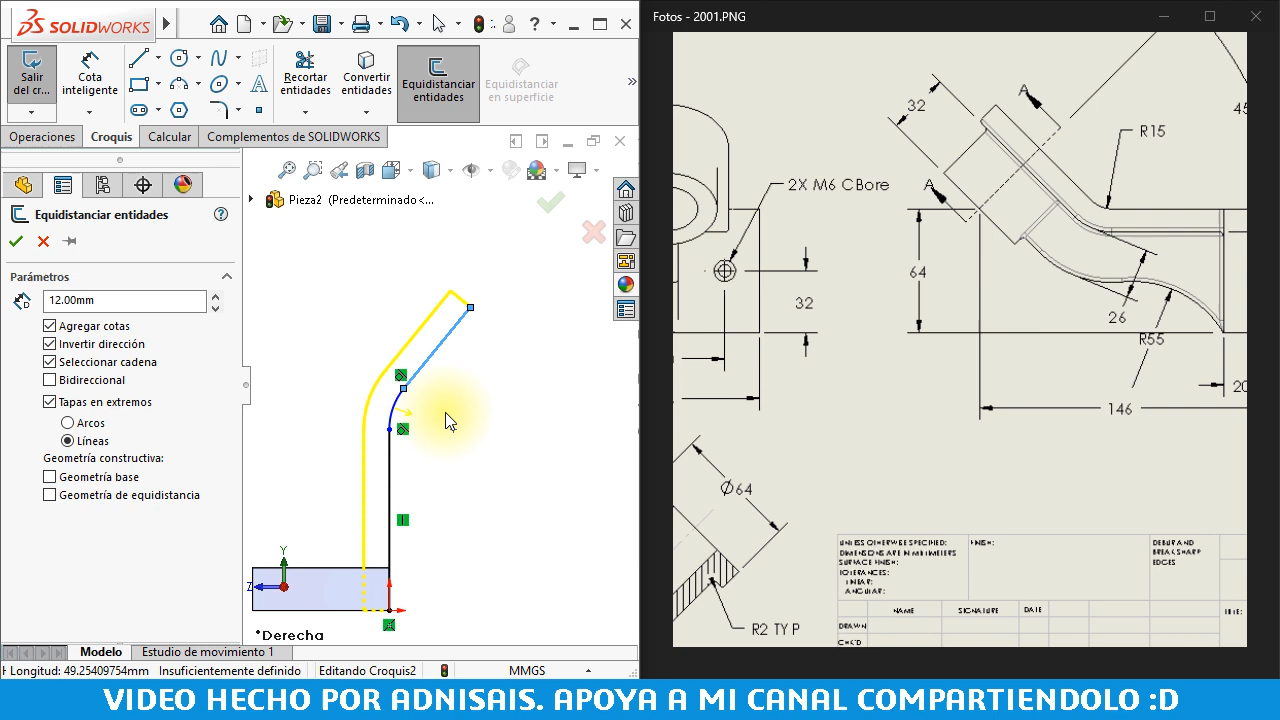 SOLIDWORKS
Fotos - 2001.PNG
Salir
del cr...
Cota
inteligente
Recortar
entidades
Convertir
entidades
Equidistanciar
entidades
Equidistanciar
en superficie
Operaciones
Croquis
Calcular
Complementos de SOLIDWORKS
Pieza2 (Predeterminado <...
Equidistanciar entidades
Parámetros
12.00mm
Agregar cotas
Invertir dirección
Seleccionar cadena
Bidireccional
Tapas en extremos
Arcos
Líneas
Geometría constructiva:
Geometría base
Geometría de equidistancia
Y
Z
*Derecha
Modelo
Estudio de movimiento 1
Longitud: 49.25409754mm
Insuficientemente definido
Editando Croquis2
MMGS
32
A
45
R15
2X M6 CBore
A
64
32
26
R55
20
146
Ø64
R2 TYP
UNLESS OTHERWISE SPECIFIED:
DIMENSIONS ARE IN MILLIMETERS
SURFACE FINISH:
TOLERANCES:
LINEAR:
ANGULAR:
FINISH:
DEBUR AND
BREAK SHARP
EDGES
NAME
SIGNATURE
DATE
TITLE:
DRAWN
CHK'D
VIDEO HECHO POR ADNISAIS. APOYA A MI CANAL COMPARTIENDOLO :D